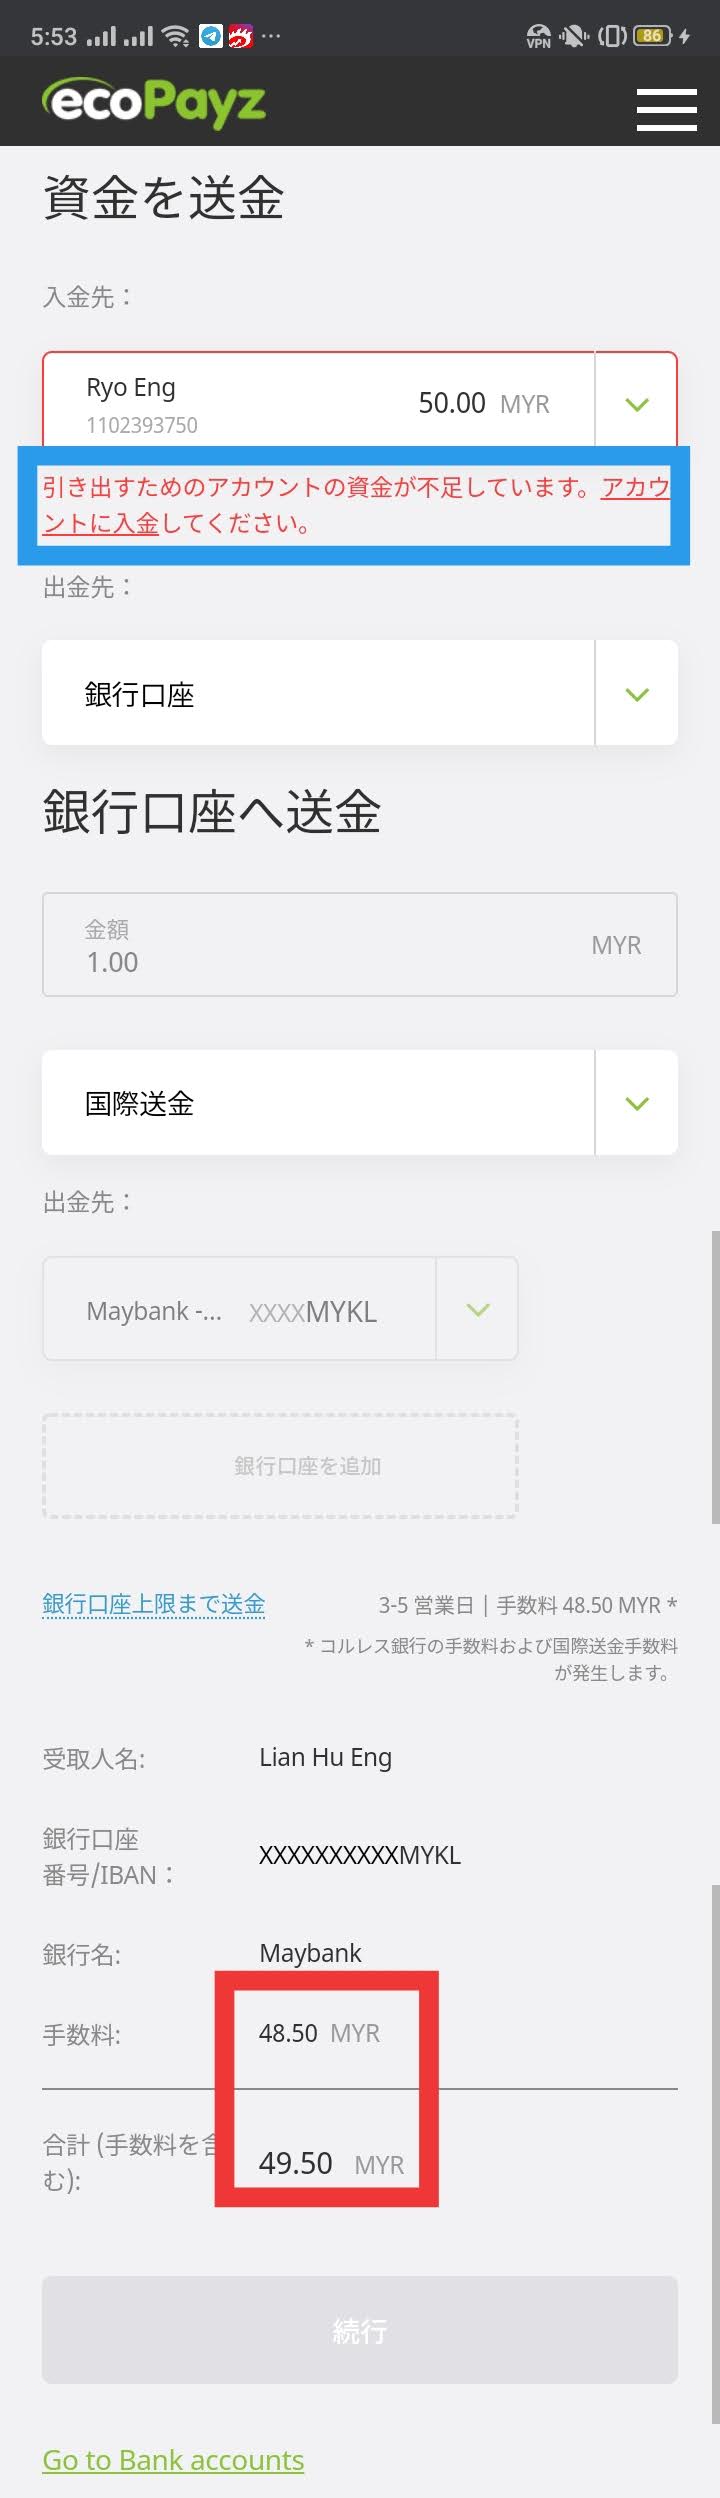 5:53
VPN
86
ecoPayz
資金を送金
入金先：
Ryo Eng
50.00 MYR
1102393750
引き出すためのアカウントの資金が不足しています。アカウ
ントに入金してください。
出金先：
銀行口座
銀行口座へ送金
金額
1.00
MYR
国際送金
出金先：
Maybank -... XXXXMYKL
銀行口座を追加
銀行口座上限まで送金
3-5 営業日 | 手数料 48.50 MYR *
* コルレス銀行の手数料および国際送金手数料
が発生します。
受取人名: Lian Hu Eng
銀行口座
番号/IBAN：
XXXXXXXXXXMYKL
銀行名: Maybank
手数料: 48.50 MYR
合計 (手数料を含
む):
49.50 MYR
続行
Go to Bank accounts